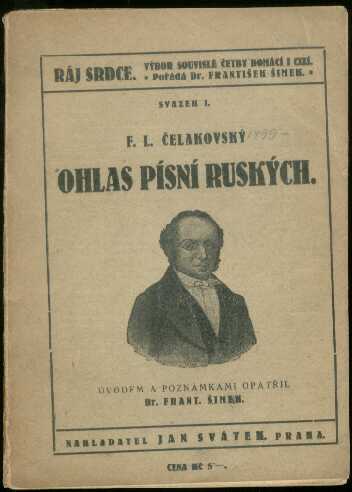 RÁJ SRDCE. VÝBOR SOUVISLÉ ČETBY DOMÁCÍ I CIZÍ.
• Pořádá Dr. FRANTIŠEK ŠIMEK. •
SVAZEK I.
F. L. ČELAKOVSKÝ
OHLAS PÍSNÍ RUSKÝCH.
ÚVODEM A POZNÁMKAMI OPATŘIL
Dr. FRANT. ŠIMEK.
NAKLADATEL JAN SVÁTEK, PRAHA.
CENA KČ 5—.